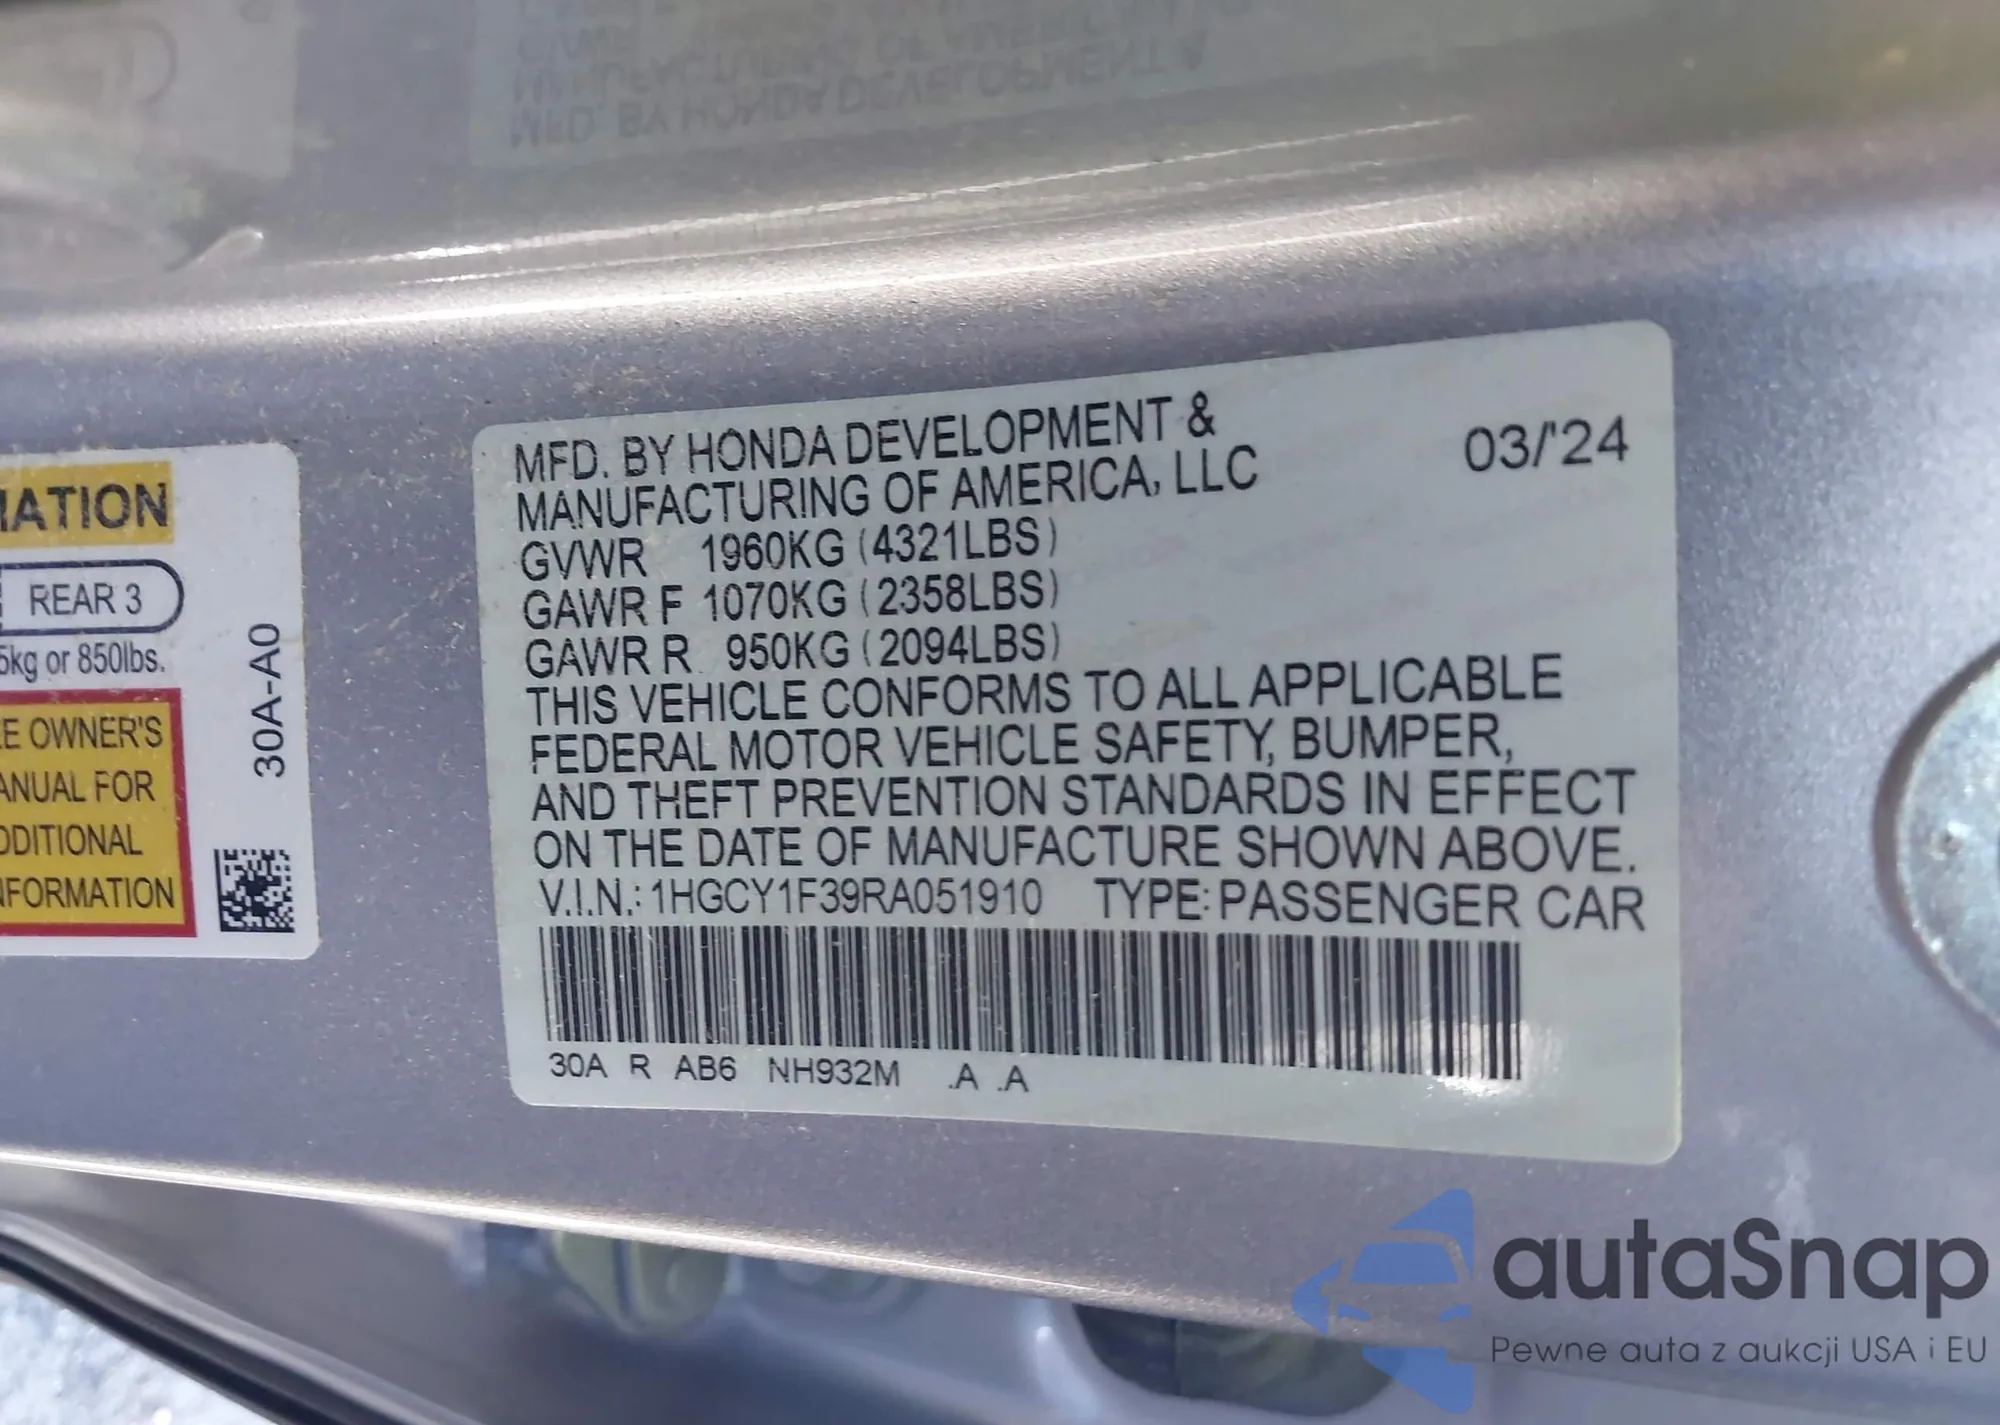 MATION
REAR 3
5kg or 850lbs.
E OWNER'S
ANUAL FOR
DDITIONAL
NFORMATION
30A-A0
MFD. BY HONDA DEVELOPMENT &
MANUFACTURING OF AMERICA, LLC
03/'24
GVWR 1960KG (4321LBS)
GAWR F 1070KG (2358LBS)
GAWR R 950KG (2094LBS)
THIS VEHICLE CONFORMS TO ALL APPLICABLE
FEDERAL MOTOR VEHICLE SAFETY, BUMPER,
AND THEFT PREVENTION STANDARDS IN EFFECT
ON THE DATE OF MANUFACTURE SHOWN ABOVE.
V.I.N.: 1HGCY1F39RA051910 TYPE: PASSENGER CAR
30A R AB6 NH932M .A .A
autaSnap
Pewne auta z aukcji USA i EU